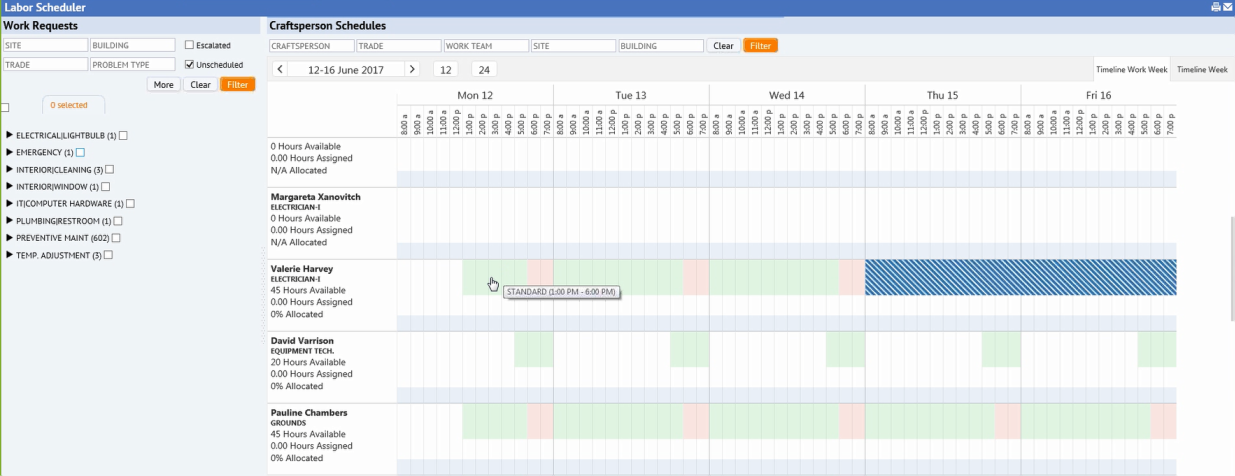 Labor Scheduler
Work Requests
SITE BUILDING Escalated
TRADE PROBLEM TYPE Unscheduled
More Clear Filter
0 selected
ELECTRICAL|LIGHTBULB (1)
EMERGENCY (1)
INTERIOR|CLEANING (3)
INTERIOR|WINDOW (1)
IT|COMPUTER HARDWARE (1)
PLUMBING|RESTROOM (1)
PREVENTIVE MAINT (602)
TEMP. ADJUSTMENT (3)
Craftsperson Schedules
CRAFTSPERSON TRADE WORK TEAM SITE BUILDING Clear Filter
12-16 June 2017 12 24 Timeline Work Week Timeline Week
Mon 12 Tue 13 Wed 14 Thu 15 Fri 16
8:00 a 9:00 a 10:00 a 11:00 a 12:00 p 1:00 p 2:00 p 3:00 p 4:00 p 5:00 p 6:00 p 7:00 p 8:00 a 9:00 a 10:00 a 11:00 a 12:00 p 1:00 p 2:00 p 3:00 p 4:00 p 5:00 p 6:00 p 7:00 p 8:00 a 9:00 a 10:00 a 11:00 a 12:00 p 1:00 p 2:00 p 3:00 p 4:00 p 5:00 p 6:00 p 7:00 p 8:00 a 9:00 a 10:00 a 11:00 a 12:00 p 1:00 p 2:00 p 3:00 p 4:00 p 5:00 p 6:00 p 7:00 p 8:00 a 9:00 a 10:00 a 11:00 a 12:00 p 1:00 p 2:00 p 3:00 p 4:00 p 5:00 p 6:00 p 7:00 p
0 Hours Available
0.00 Hours Assigned
N/A Allocated
Margareta Xanovitch
ELECTRICIAN-I
0 Hours Available
0.00 Hours Assigned
N/A Allocated
Valerie Harvey
ELECTRICIAN-I
45 Hours Available
STANDARD (1:00 PM - 6:00 PM)
0.00 Hours Assigned
0% Allocated
David Varrison
EQUIPMENT TECH.
20 Hours Available
0.00 Hours Assigned
0% Allocated
Pauline Chambers
GROUNDS
45 Hours Available
0.00 Hours Assigned
0% Allocated